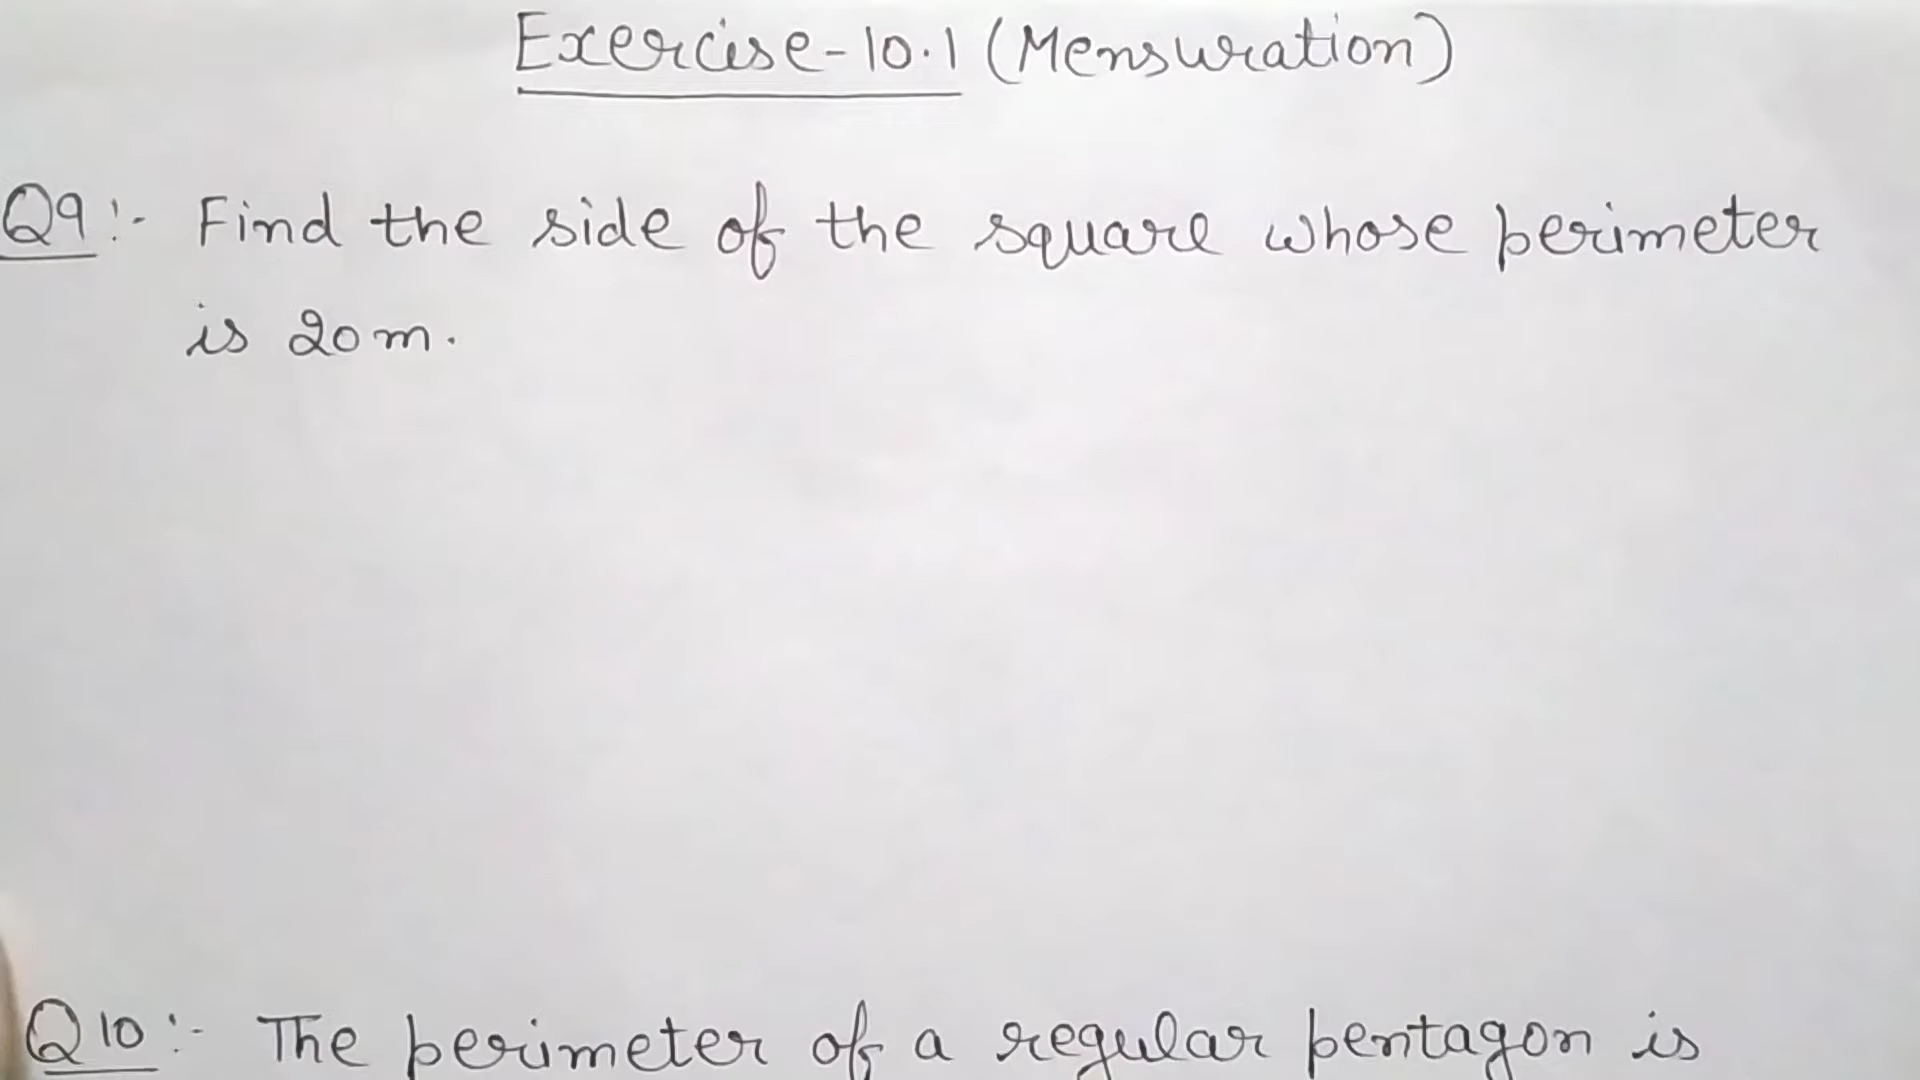 Exercise-10.1 (Mensuration)
Q9:- Find the side of the square whose perimeter
is 20m.
Q10:- The perimeter of a regular pentagon is